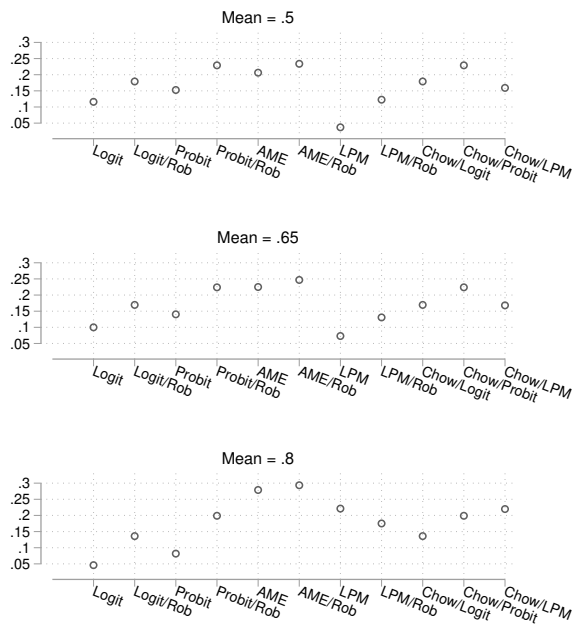 Mean = .5
.3
.25
.2
.15
.1
.05
Logit
Logit/Rob
Probit
Probit/Rob
AME
AME/Rob
LPM
LPM/Rob
Chow/Logit
Chow/Probit
Chow/LPM
Mean = .65
.3
.25
.2
.15
.1
.05
Logit
Logit/Rob
Probit
Probit/Rob
AME
AME/Rob
LPM
LPM/Rob
Chow/Logit
Chow/Probit
Chow/LPM
Mean = .8
.3
.25
.2
.15
.1
.05
Logit
Logit/Rob
Probit
Probit/Rob
AME
AME/Rob
LPM
LPM/Rob
Chow/Logit
Chow/Probit
Chow/LPM